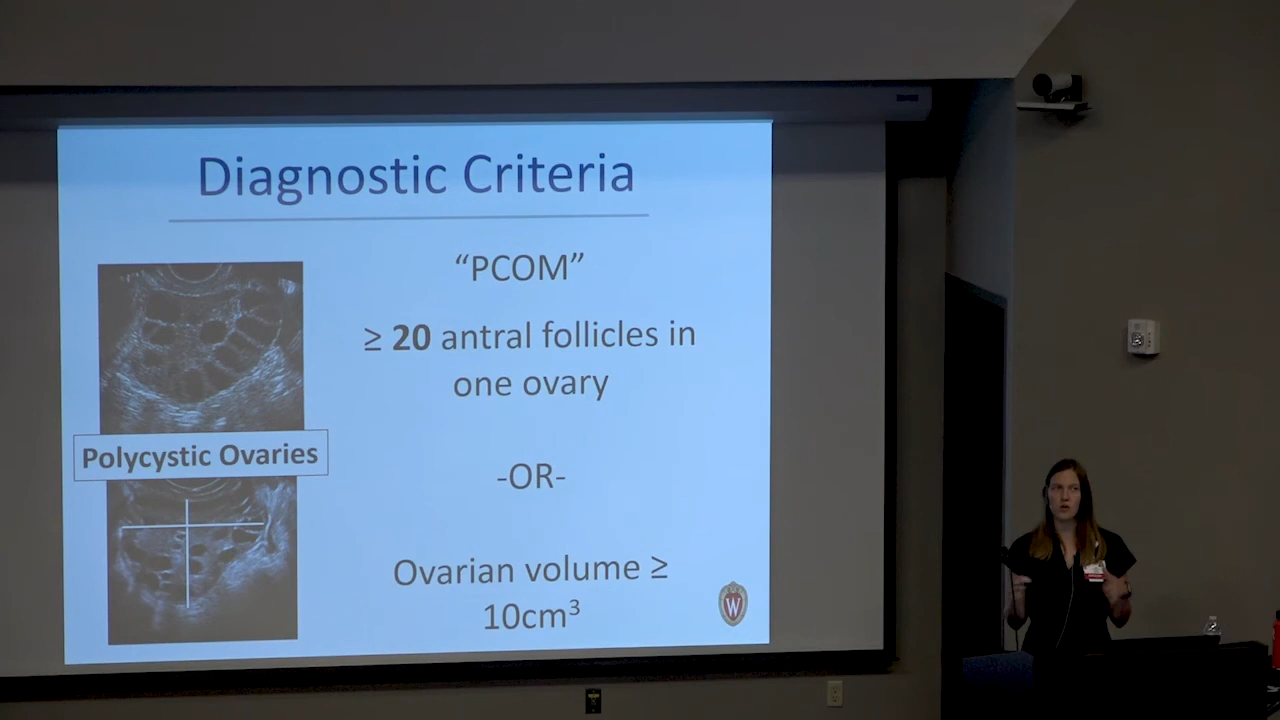 Diagnostic Criteria
“PCOM”
≥ 20 antral follicles in
one ovary
Polycystic Ovaries
-OR-
Ovarian volume ≥
10cm³
W